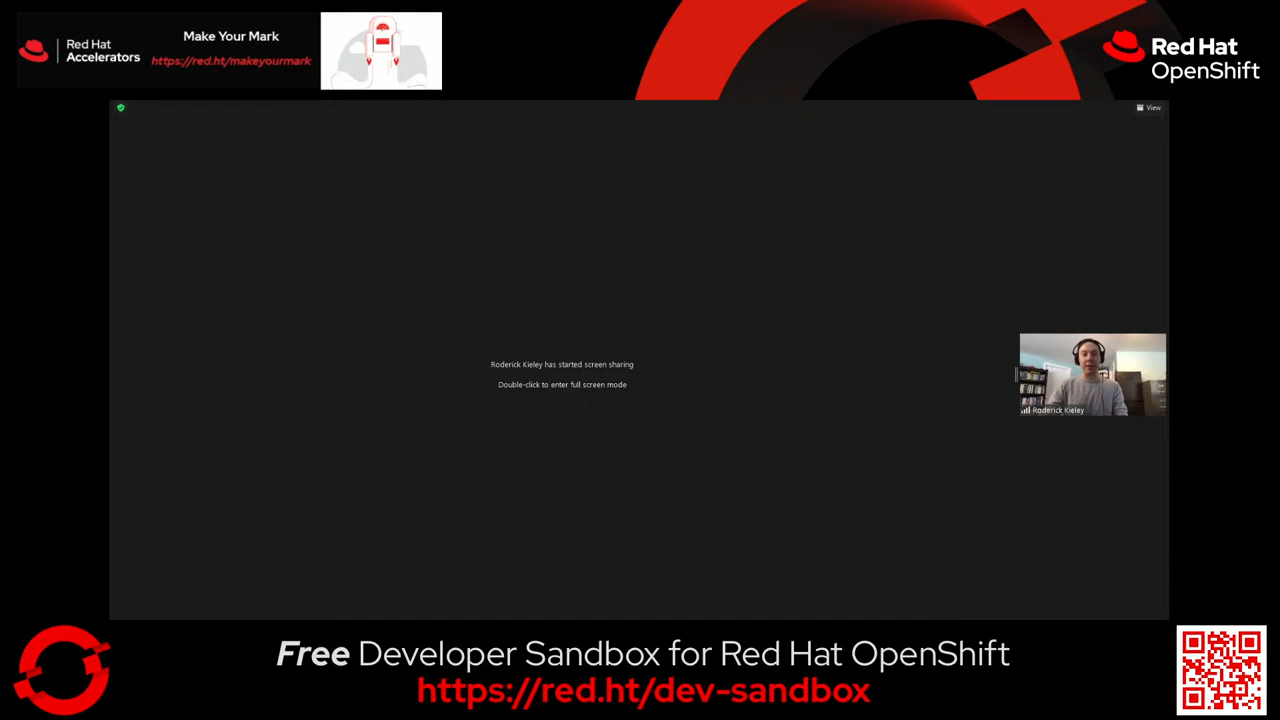 Red Hat
Accelerators
Make Your Mark
https://red.ht/makeyourmark
Red Hat
OpenShift
View
Roderick Kieley has started screen sharing
Double-click to enter full screen mode
Roderick Kieley
Free Developer Sandbox for Red Hat OpenShift
https://red.ht/dev-sandbox